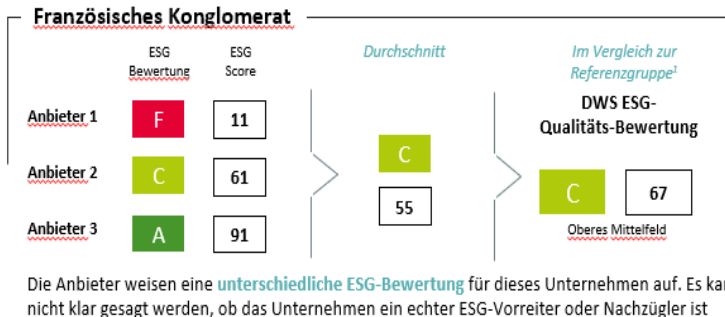 Französisches Konglomerat
ESG Bewertung
ESG Score
Anbieter 1
F
11
Anbieter 2
C
61
Anbieter 3
A
91
Durchschnitt
C
55
Im Vergleich zur
Referenzgruppe¹
DWS ESG-
Qualitäts-Bewertung
C
67
Oberes Mittelfeld
Die Anbieter weisen eine unterschiedliche ESG-Bewertung für dieses Unternehmen auf. Es
nicht klar gesagt werden, ob das Unternehmen ein echter ESG-Vorreiter oder Nachzügler ist